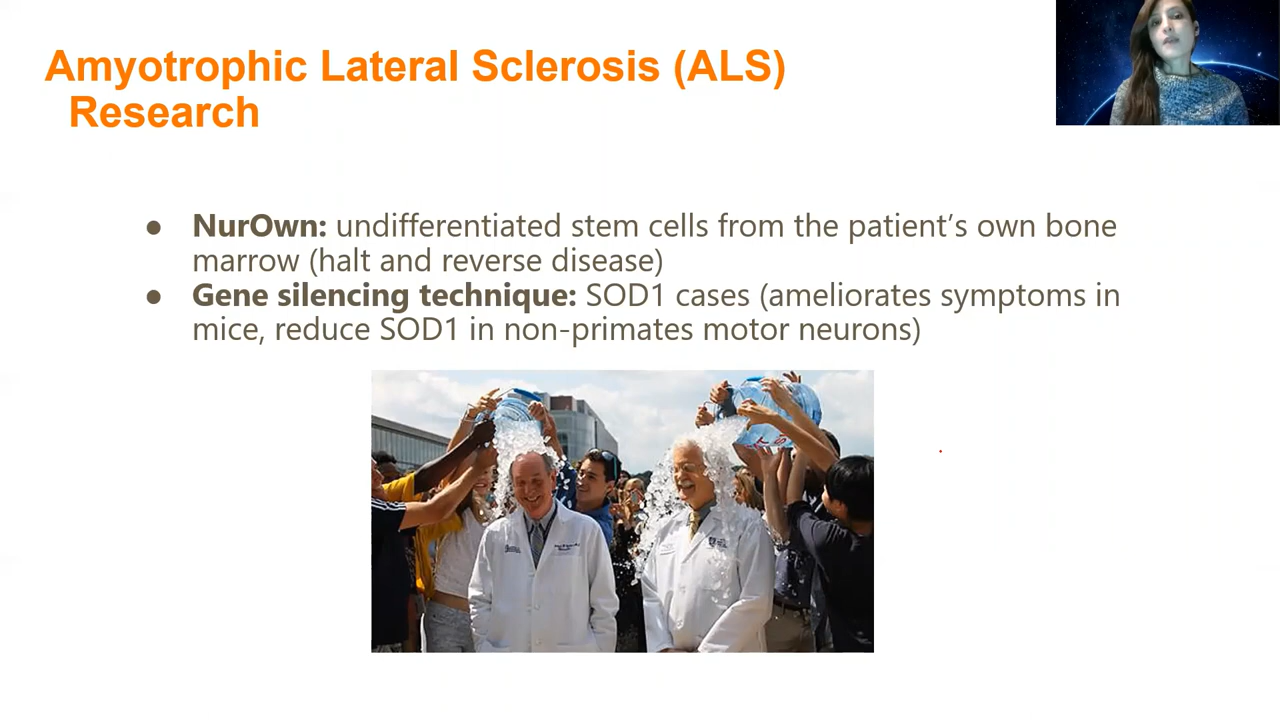 Amyotrophic Lateral Sclerosis (ALS)
Research
● NurOwn: undifferentiated stem cells from the patient’s own bone
marrow (halt and reverse disease)
● Gene silencing technique: SOD1 cases (ameliorates symptoms in
mice, reduce SOD1 in non-primates motor neurons)